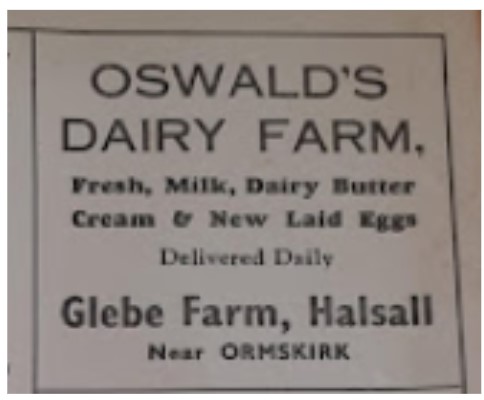 OSWALD'S
DAIRY FARM,
Fresh, Milk, Dairy Butter
Cream & New Laid Eggs
Delivered Daily
Glebe Farm, Halsall
Near ORMSKIRK